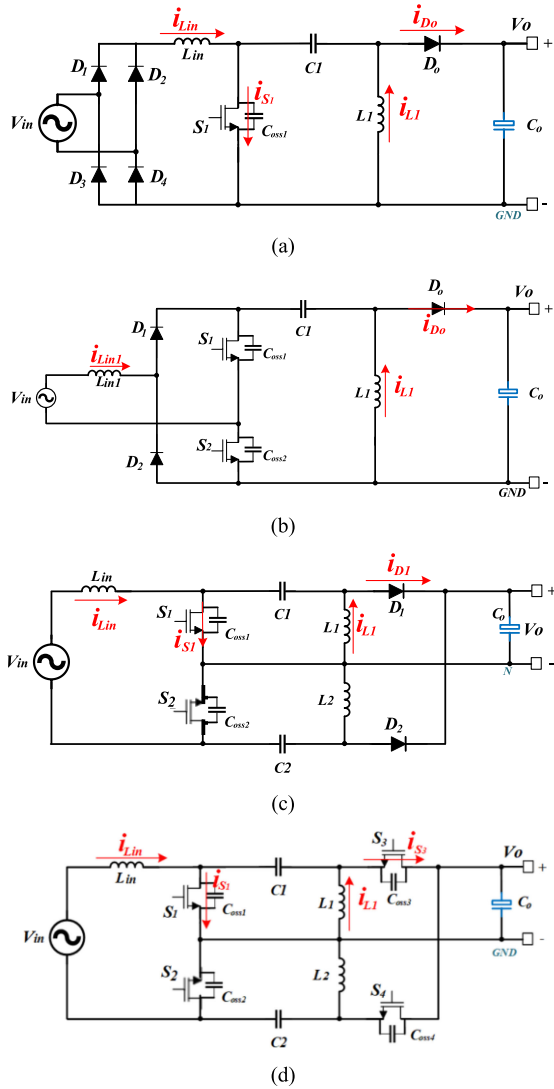 iLin
Lin
C1
iDo
Do
Vo
+
D1
D2
Vin
D3
D4
S1
iS1
Coss1
L1
iL1
Co
GND
-
(a)
D1
S1
Coss1
C1
Do
iDo
Vo
+
iLin1
Lin1
Vin
D2
S2
Coss2
L1
iL1
Co
GND
-
(b)
Lin
iLin
Vin
S1
iS1
Coss1
C1
L1
iL1
iD1
D1
Co
Vo
+
-
N
S2
Coss2
L2
C2
D2
(c)
iLin
Lin
Vin
S1
iS1
Coss1
C1
L1
iL1
S3
iS3
Coss3
Vo
+
Co
GND
-
S2
Coss2
L2
C2
S4
Coss4
(d)